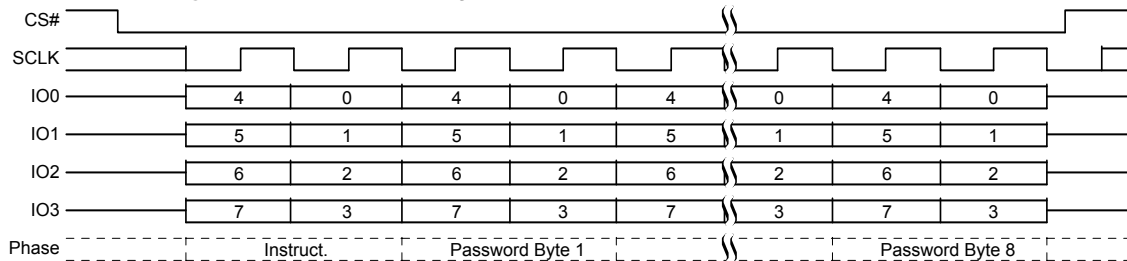 CS#
SCLK
IO0 4 0 4 0 4 0 4 0
IO1 5 1 5 1 5 1 5 1
IO2 6 2 6 2 6 2 6 2
IO3 7 3 7 3 7 3 7 3
Phase Instruct. Password Byte 1 Password Byte 8